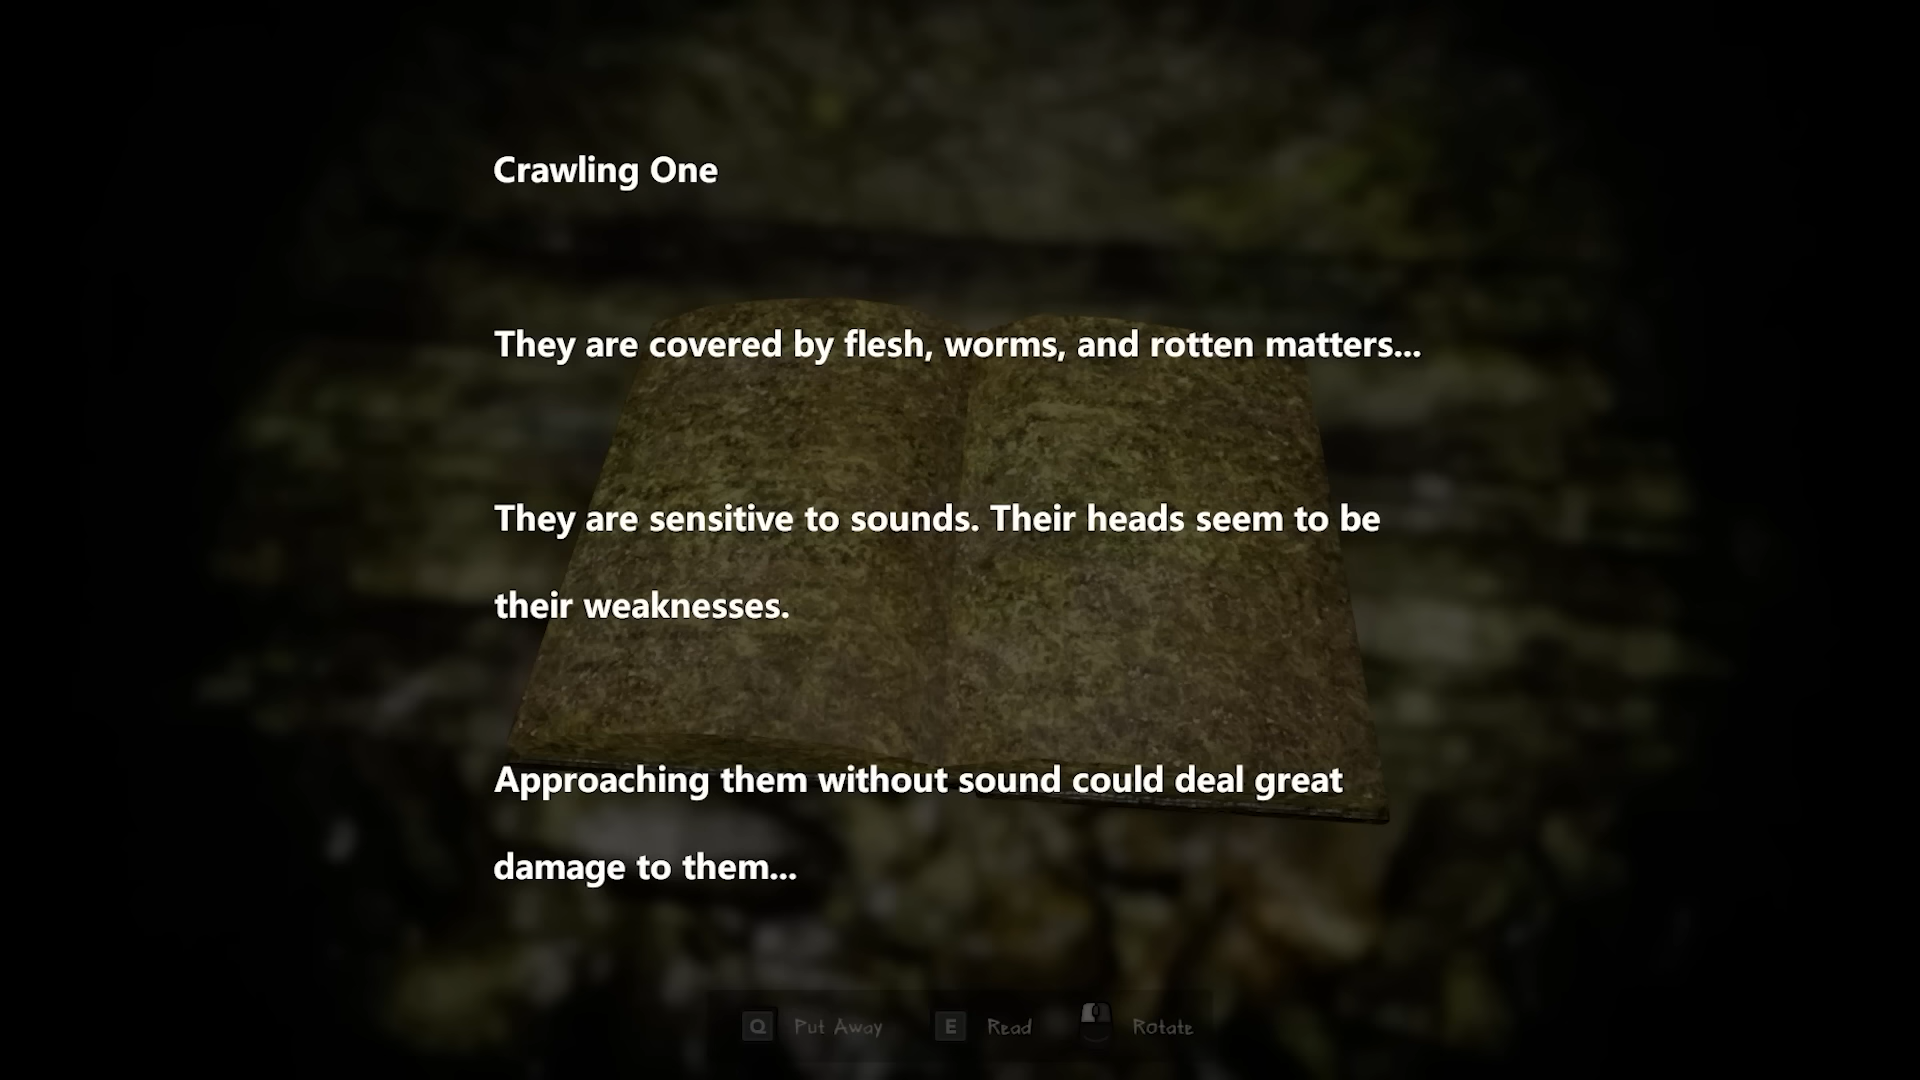 Crawling One
They are covered by flesh, worms, and rotten matters...
They are sensitive to sounds. Their heads seem to be
their weaknesses.
Approaching them without sound could deal great
damage to them...
Q Put Away E Read Rotate